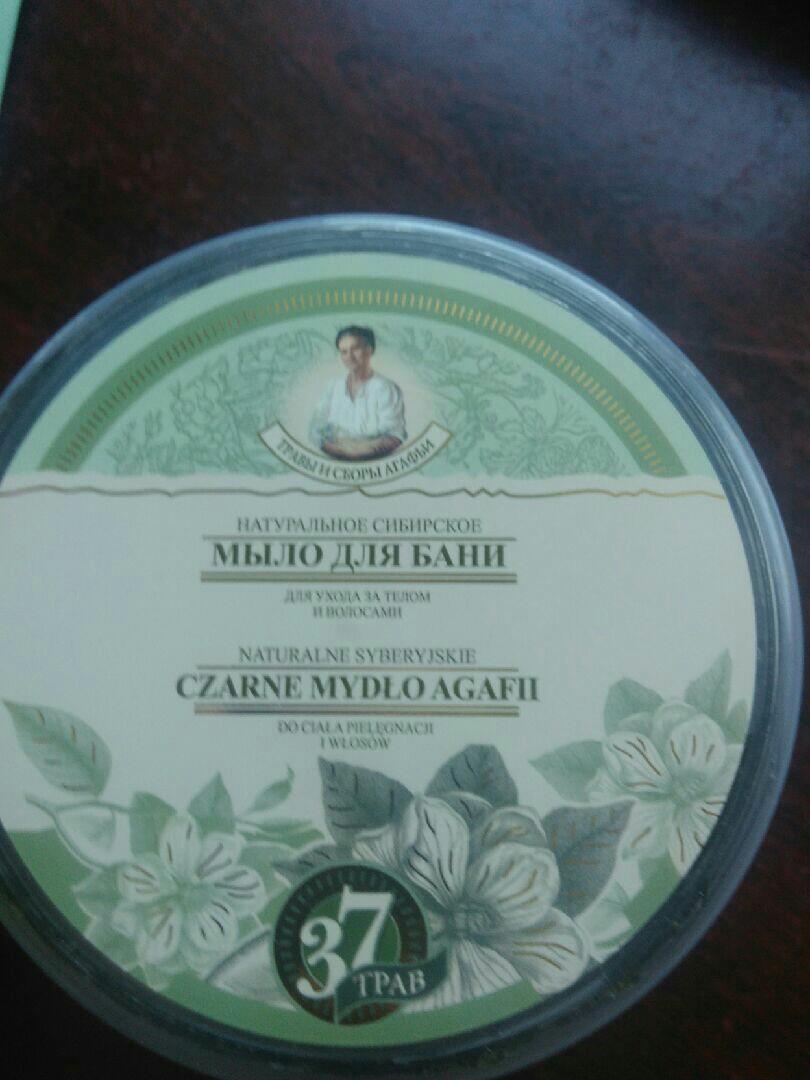 ТРАВЫ И СБОРЫ АГАФЬИ
НАТУРАЛЬНОЕ СИБИРСКОЕ
МЫЛО ДЛЯ БАНИ
ДЛЯ УХОДА ЗА ТЕЛОМ
И ВОЛОСАМИ
NATURALNE SYBERYJSKIE
CZARNE MYDŁO AGAFII
DO CIAŁA PIELĘGNACJI
I WŁOSÓW
37
ТРАВ